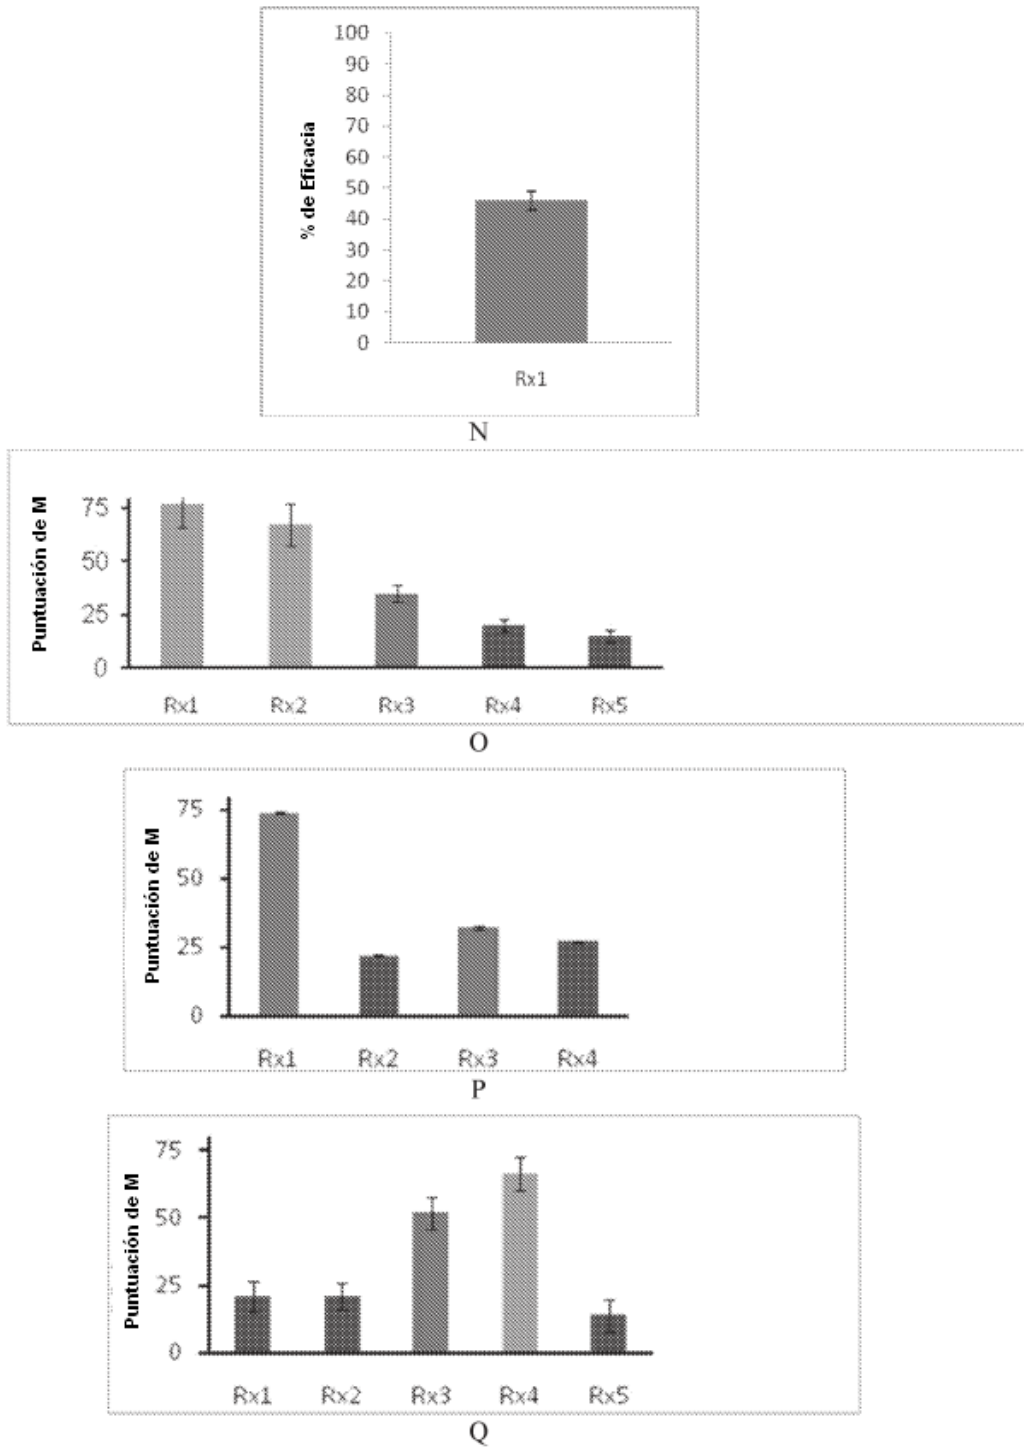 % de Eficacia
100
90
80
70
60
50
40
30
20
10
0
Rx1
N
Puntuación de M
75
50
25
0
Rx1 Rx2 Rx3 Rx4 Rx5
O
Puntuación de M
75
50
25
0
Rx1 Rx2 Rx3 Rx4
P
Puntuación de M
75
50
25
0
Rx1 Rx2 Rx3 Rx4 Rx5
Q